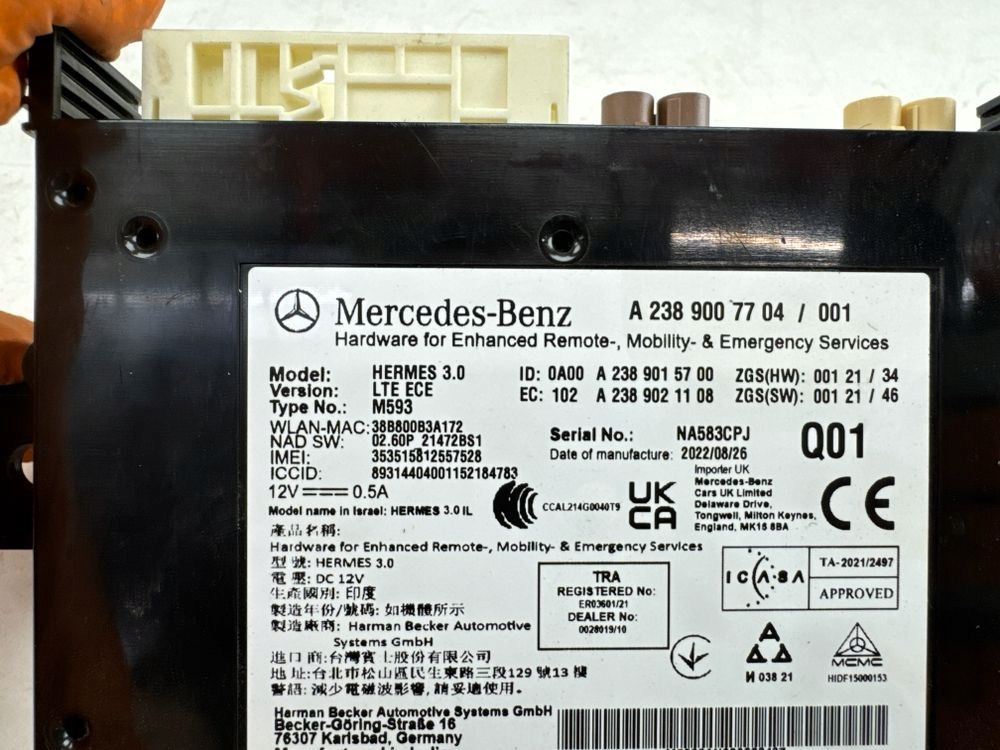 Mercedes-Benz A 238 900 77 04 / 001
Hardware for Enhanced Remote-, Mobility- & Emergency Services
Model: HERMES 3.0 ID: 0A00 A 238 901 57 00 ZGS(HW): 001 21 / 34
Version: LTE ECE EC: 102 A 238 902 11 08 ZGS(SW): 001 21 / 46
Type No.: M593
WLAN-MAC: 38B800B3A172
NAD SW: 02.60P_21472BS1
IMEI: 353515812557528
ICCID: 89314404001152184783
Serial No.: NA583CPJ
Date of manufacture: 2022/08/26
Q01
12V 0.5A
Model name in Israel: HERMES 3.0 IL
CCAL214G0040T9
UK
CA
Importer UK
Mercedes-Benz
Cars UK Limited
Delaware Drive,
Tongwell, Milton Keynes,
England, MK15 8BA
CE
產品名稱:
Hardware for Enhanced Remote-, Mobility- & Emergency Services
型 號: HERMES 3.0
電 壓: DC 12V
生產國別: 印度
製造年份/號碼: 如機體所示
製造廠商: Harman Becker Automotive
Systems GmbH
進口 商:台灣賓士股份有限公司
地 址:台北市松山區民生東路三段129 號13 樓
警語: 減少電磁波影響, 請妥適使用。
TRA
REGISTERED No:
ER03601/21
DEALER No:
0028019/10
ICASA
TA-2021/2497
APPROVED
И 038 21
MCMC
HIDF15000153
Harman Becker Automotive Systems GmbH
Becker-Göring-Straße 16
76307 Karlsbad, Germany